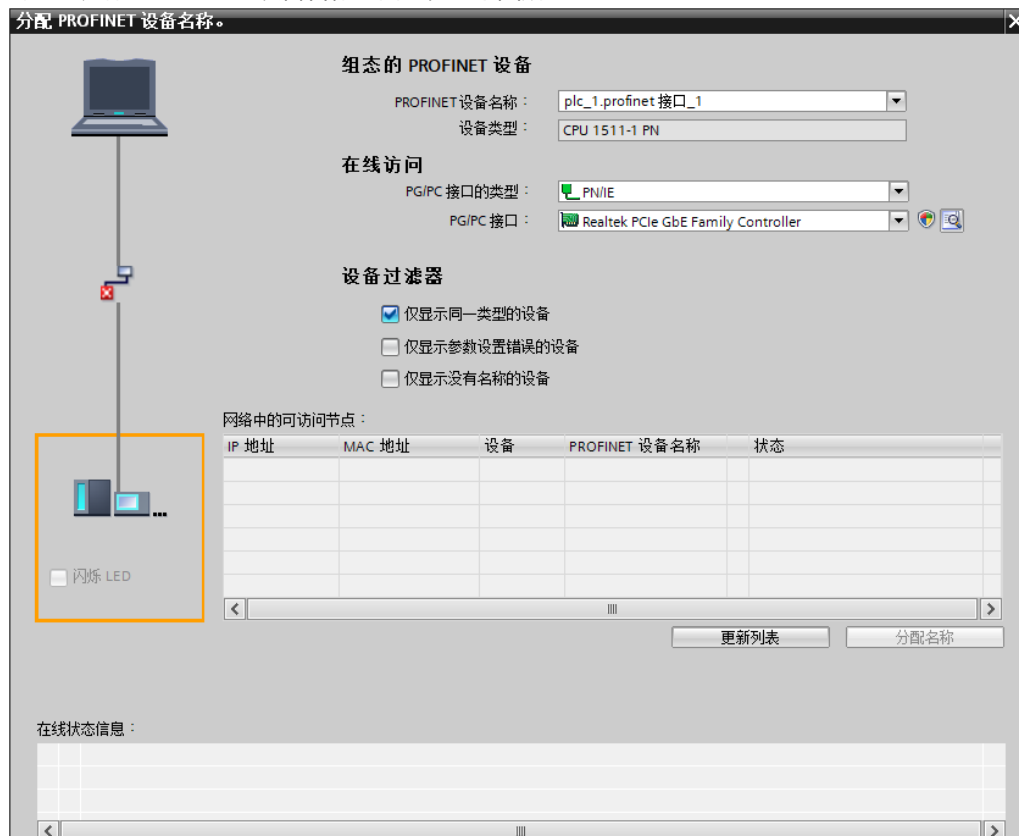 分配 PROFINET 设备名称。
组态的 PROFINET 设备
PROFINET设备名称： plc_1.profinet 接口_1
设备类型： CPU 1511-1 PN
在线访问
PG/PC 接口的类型： PN/IE
PG/PC 接口： Realtek PCIe GbE Family Controller
设备过滤器
仅显示同一类型的设备
仅显示参数设置错误的设备
仅显示没有名称的设备
网络中的可访问节点：
IP 地址 MAC 地址 设备 PROFINET 设备名称 状态
闪烁 LED
更新列表 分配名称
在线状态信息：